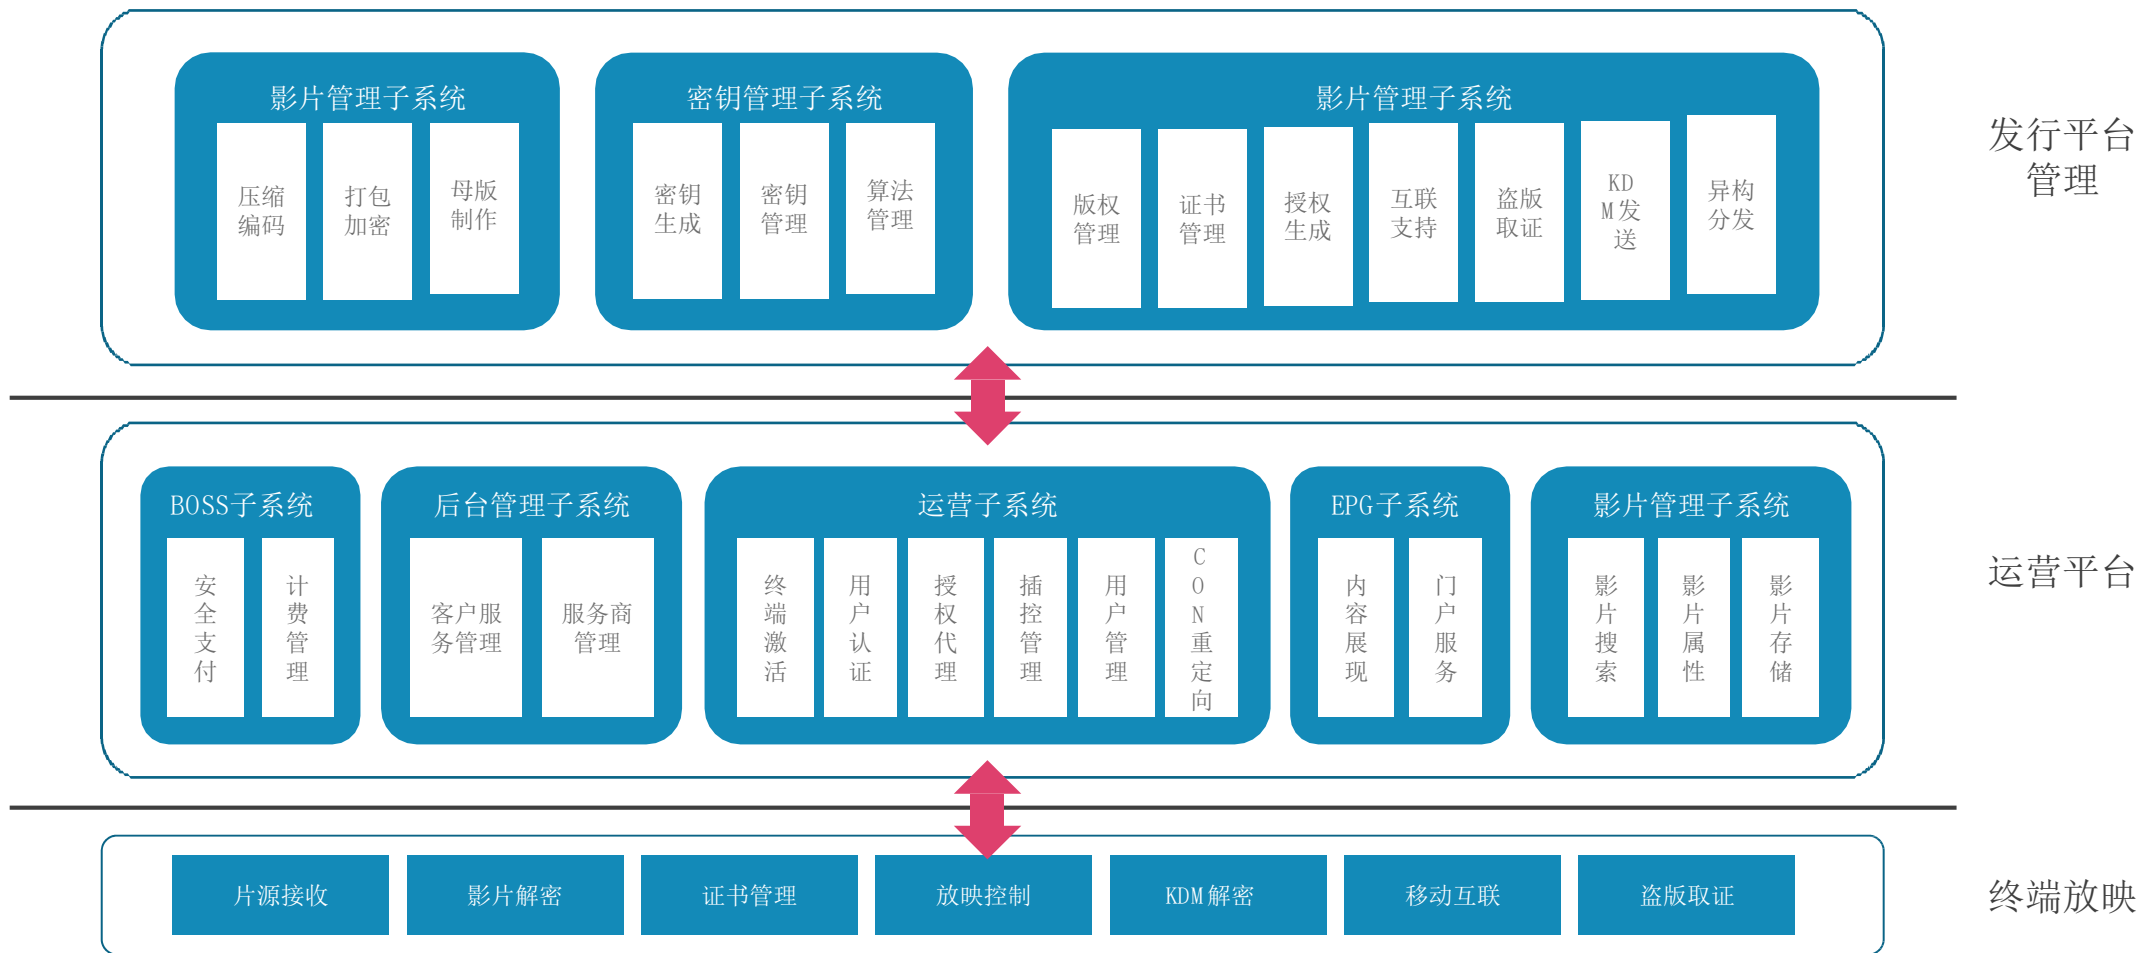 影片管理子系统
压缩
编码
打包
加密
母版
制作
密钥管理子系统
密钥
生成
密钥
管理
算法
管理
影片管理子系统
版权
管理
证书
管理
授权
生成
互联
支持
盗版
取证
KD
M发
送
异构
分发
发行平台
管理
BOSS子系统
安
全
支
付
计
费
管
理
后台管理子系统
客户服
务管理
服务商
管理
运营子系统
终
端
激
活
用
户
认
证
授
权
代
理
插
控
管
理
用
户
管
理
C
O
N
重
定
向
EPG子系统
内
容
展
现
门
户
服
务
影片管理子系统
影
片
搜
索
影
片
属
性
影
片
存
储
运营平台
片源接收
影片解密
证书管理
放映控制
KDM解密
移动互联
盗版取证
终端放映